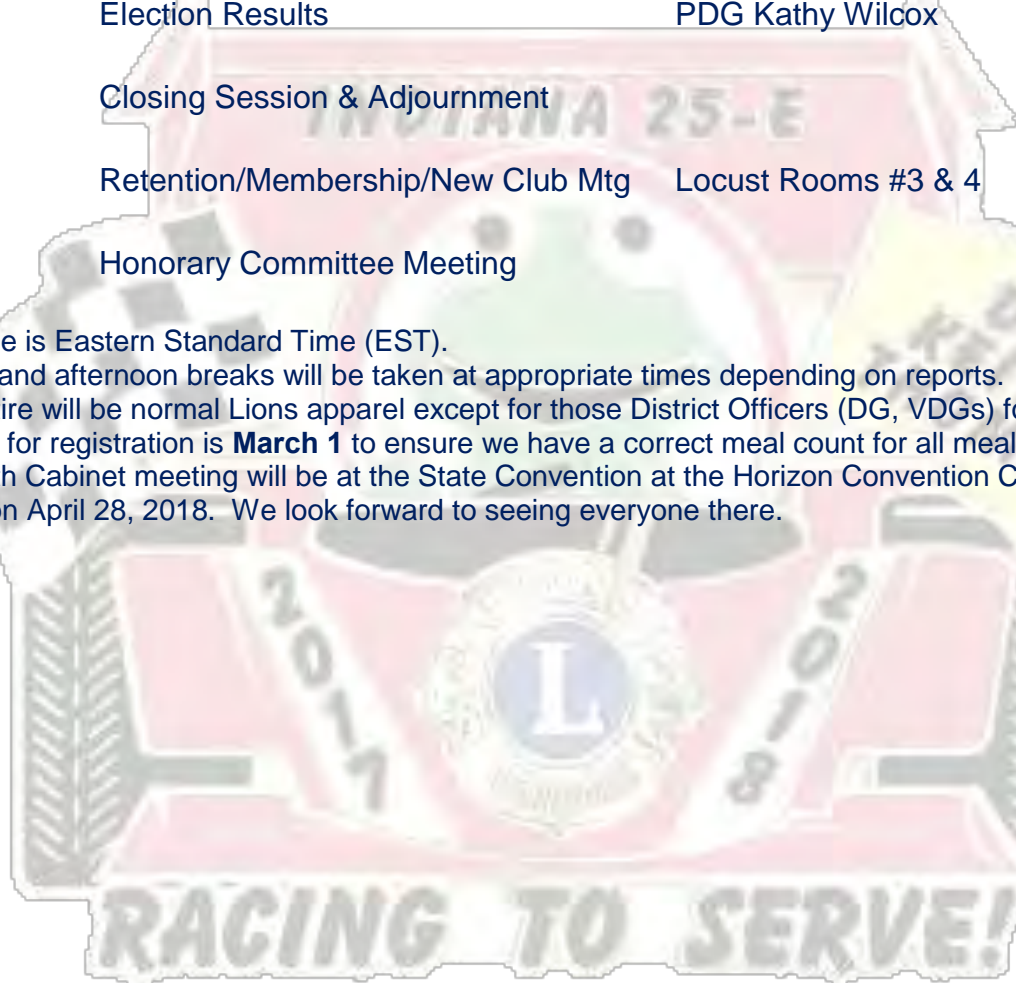 Election Results PDG Kathy Wilcox
Closing Session & Adjournment
INDIANA 25-E
Retention/Membership/New Club Mtg Locust Rooms #3 & 4
Honorary Committee Meeting
e is Eastern Standard Time (EST).
and afternoon breaks will be taken at appropriate times depending on reports.
ire will be normal Lions apparel except for those District Officers (DG, VDGs) fo
for registration is March 1 to ensure we have a correct meal count for all meal
h Cabinet meeting will be at the State Convention at the Horizon Convention C
on April 28, 2018. We look forward to seeing everyone there.
2017
2018
L
RACING TO SERVE!